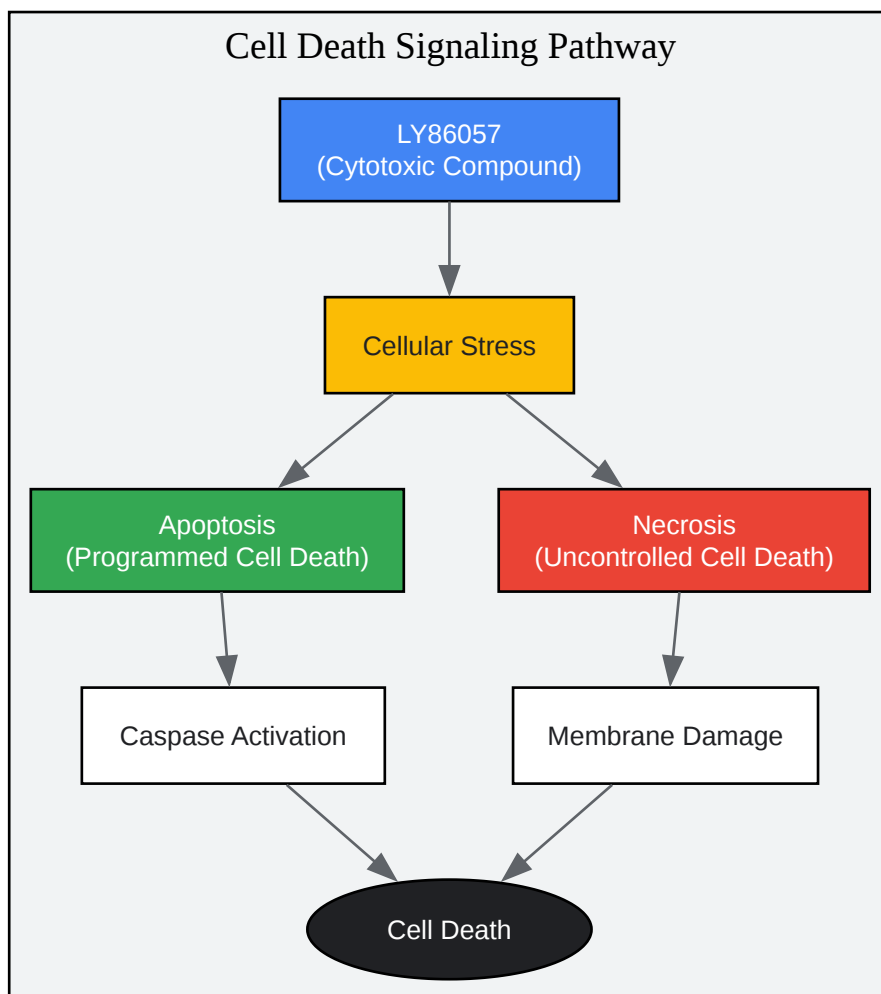 Cell Death Signaling Pathway
LY86057
(Cytotoxic Compound)
Cellular Stress
Apoptosis
(Programmed Cell Death)
Necrosis
(Uncontrolled Cell Death)
Caspase Activation
Membrane Damage
Cell Death